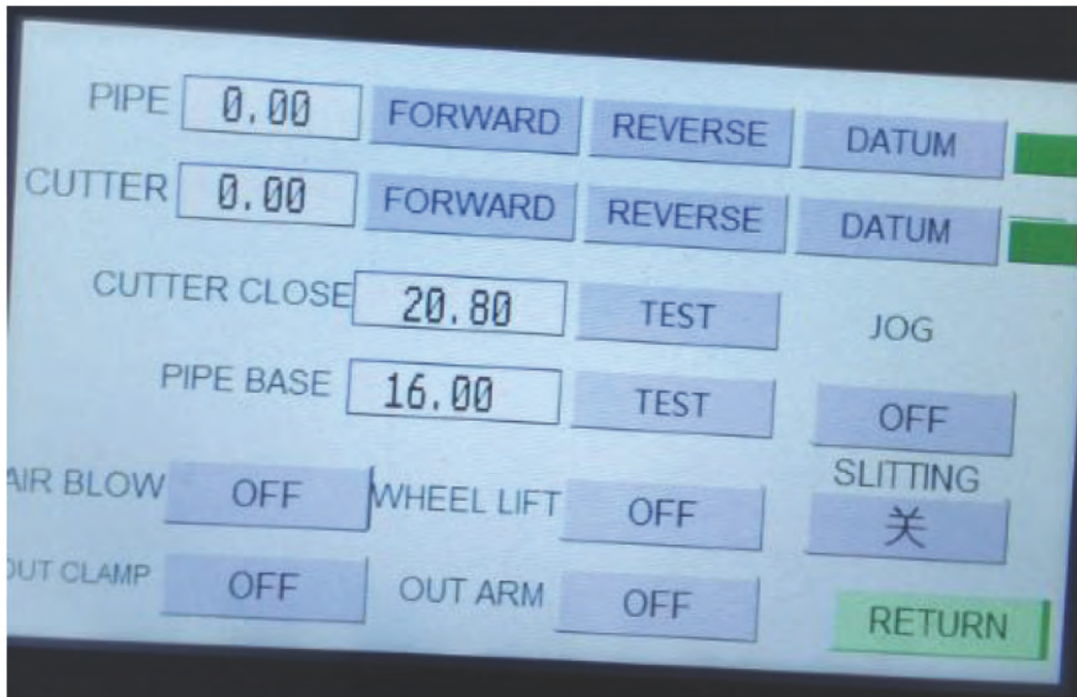 PIPE 0.00 FORWARD REVERSE DATUM
CUTTER 0.00 FORWARD REVERSE DATUM
CUTTER CLOSE 20.80 TEST JOG
PIPE BASE 16.00 TEST OFF
AIR BLOW OFF WHEEL LIFT OFF SLITTING 关
OUT CLAMP OFF OUT ARM OFF RETURN